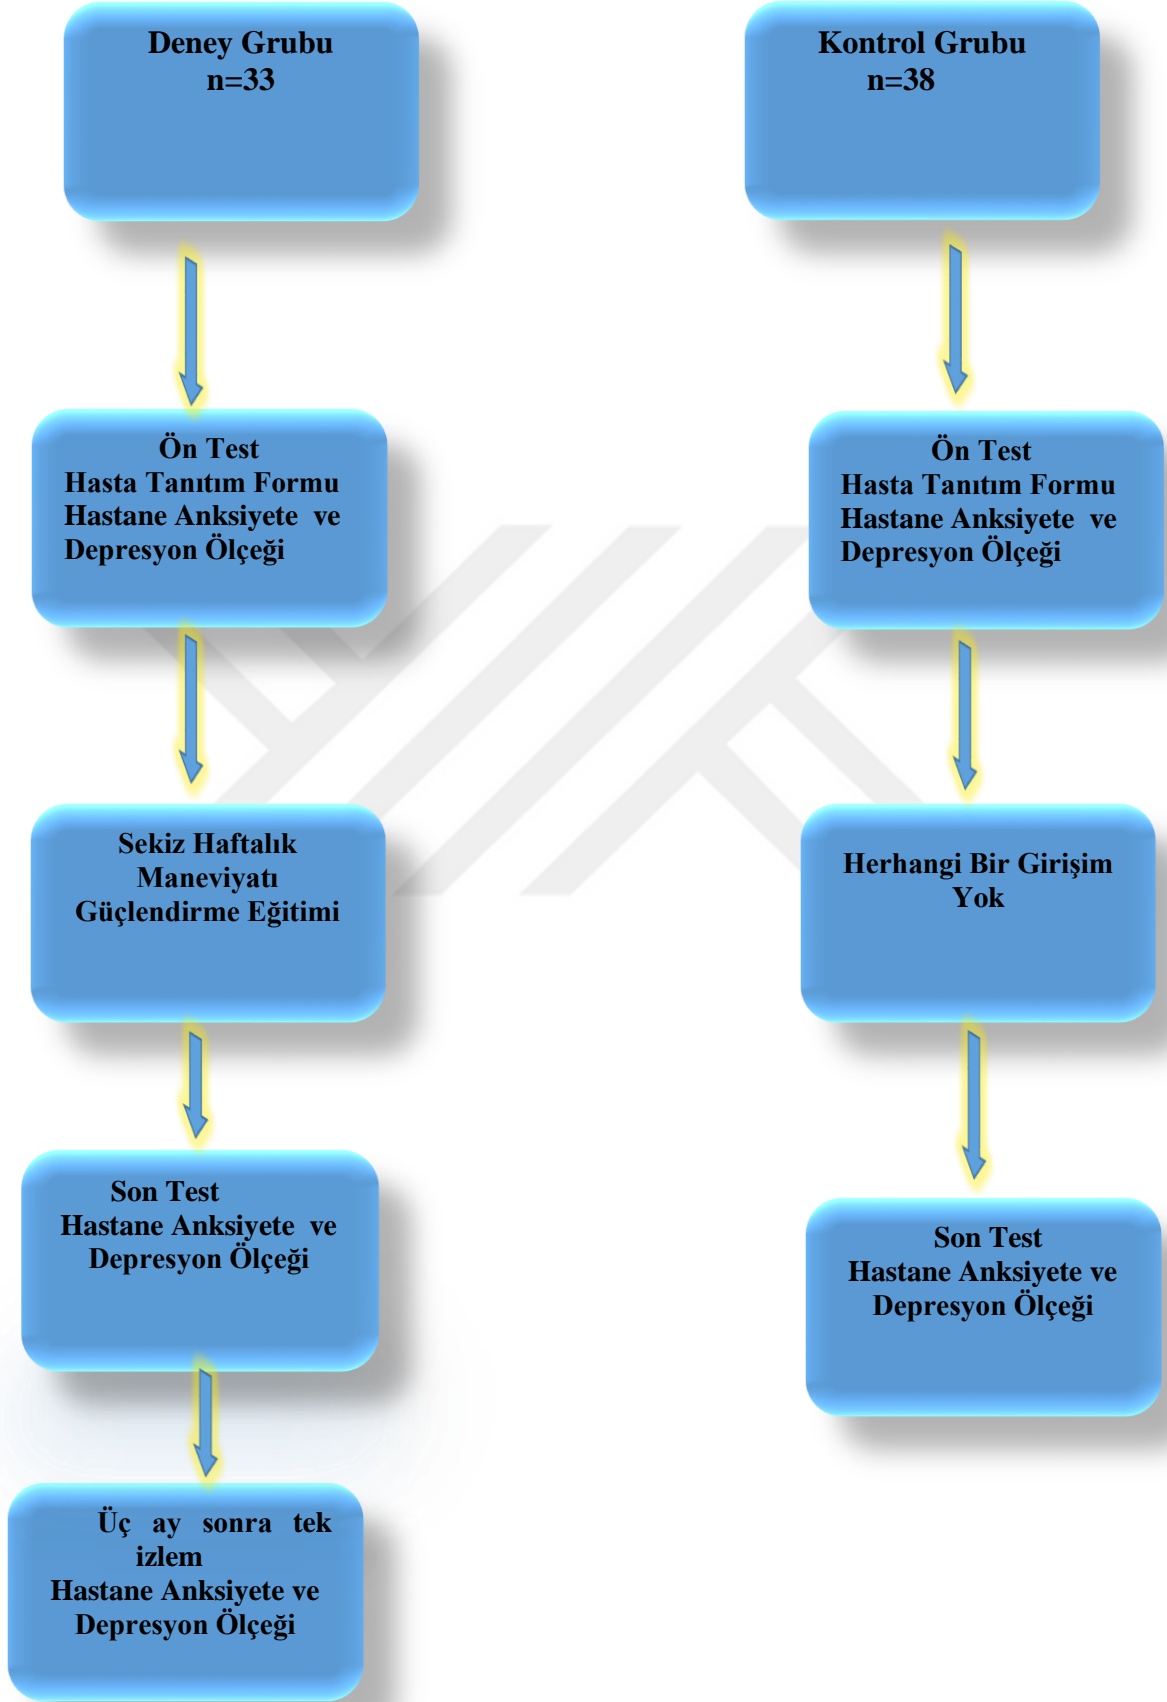 Deney Grubu
n=33
Ön Test
Hasta Tanıtım Formu
Hastane Anksiyete ve
Depresyon Ölçeği
Sekiz Haftalık
Maneviyatı
Güçlendirme Eğitimi
Son Test
Hastane Anksiyete ve
Depresyon Ölçeği
Üç ay sonra tek
izlem
Hastane Anksiyete ve
Depresyon Ölçeği
Kontrol Grubu
n=38
Ön Test
Hasta Tanıtım Formu
Hastane Anksiyete ve
Depresyon Ölçeği
Herhangi Bir Girişim
Yok
Son Test
Hastane Anksiyete ve
Depresyon Ölçeği